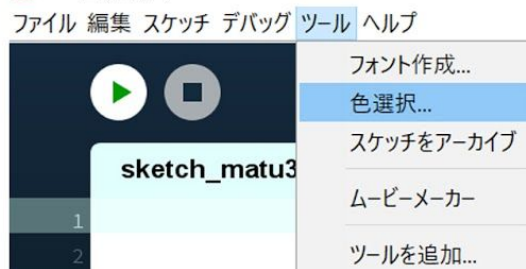 ファイル 編集 スケッチ デバッグ ツール ヘルプ
フォント作成...
色選択...
スケッチをアーカイブ
sketch_matu3
ムービーメーカー
1
2
ツールを追加...